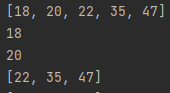 [18, 20, 22, 35, 47]
18
20
[22, 35, 47]